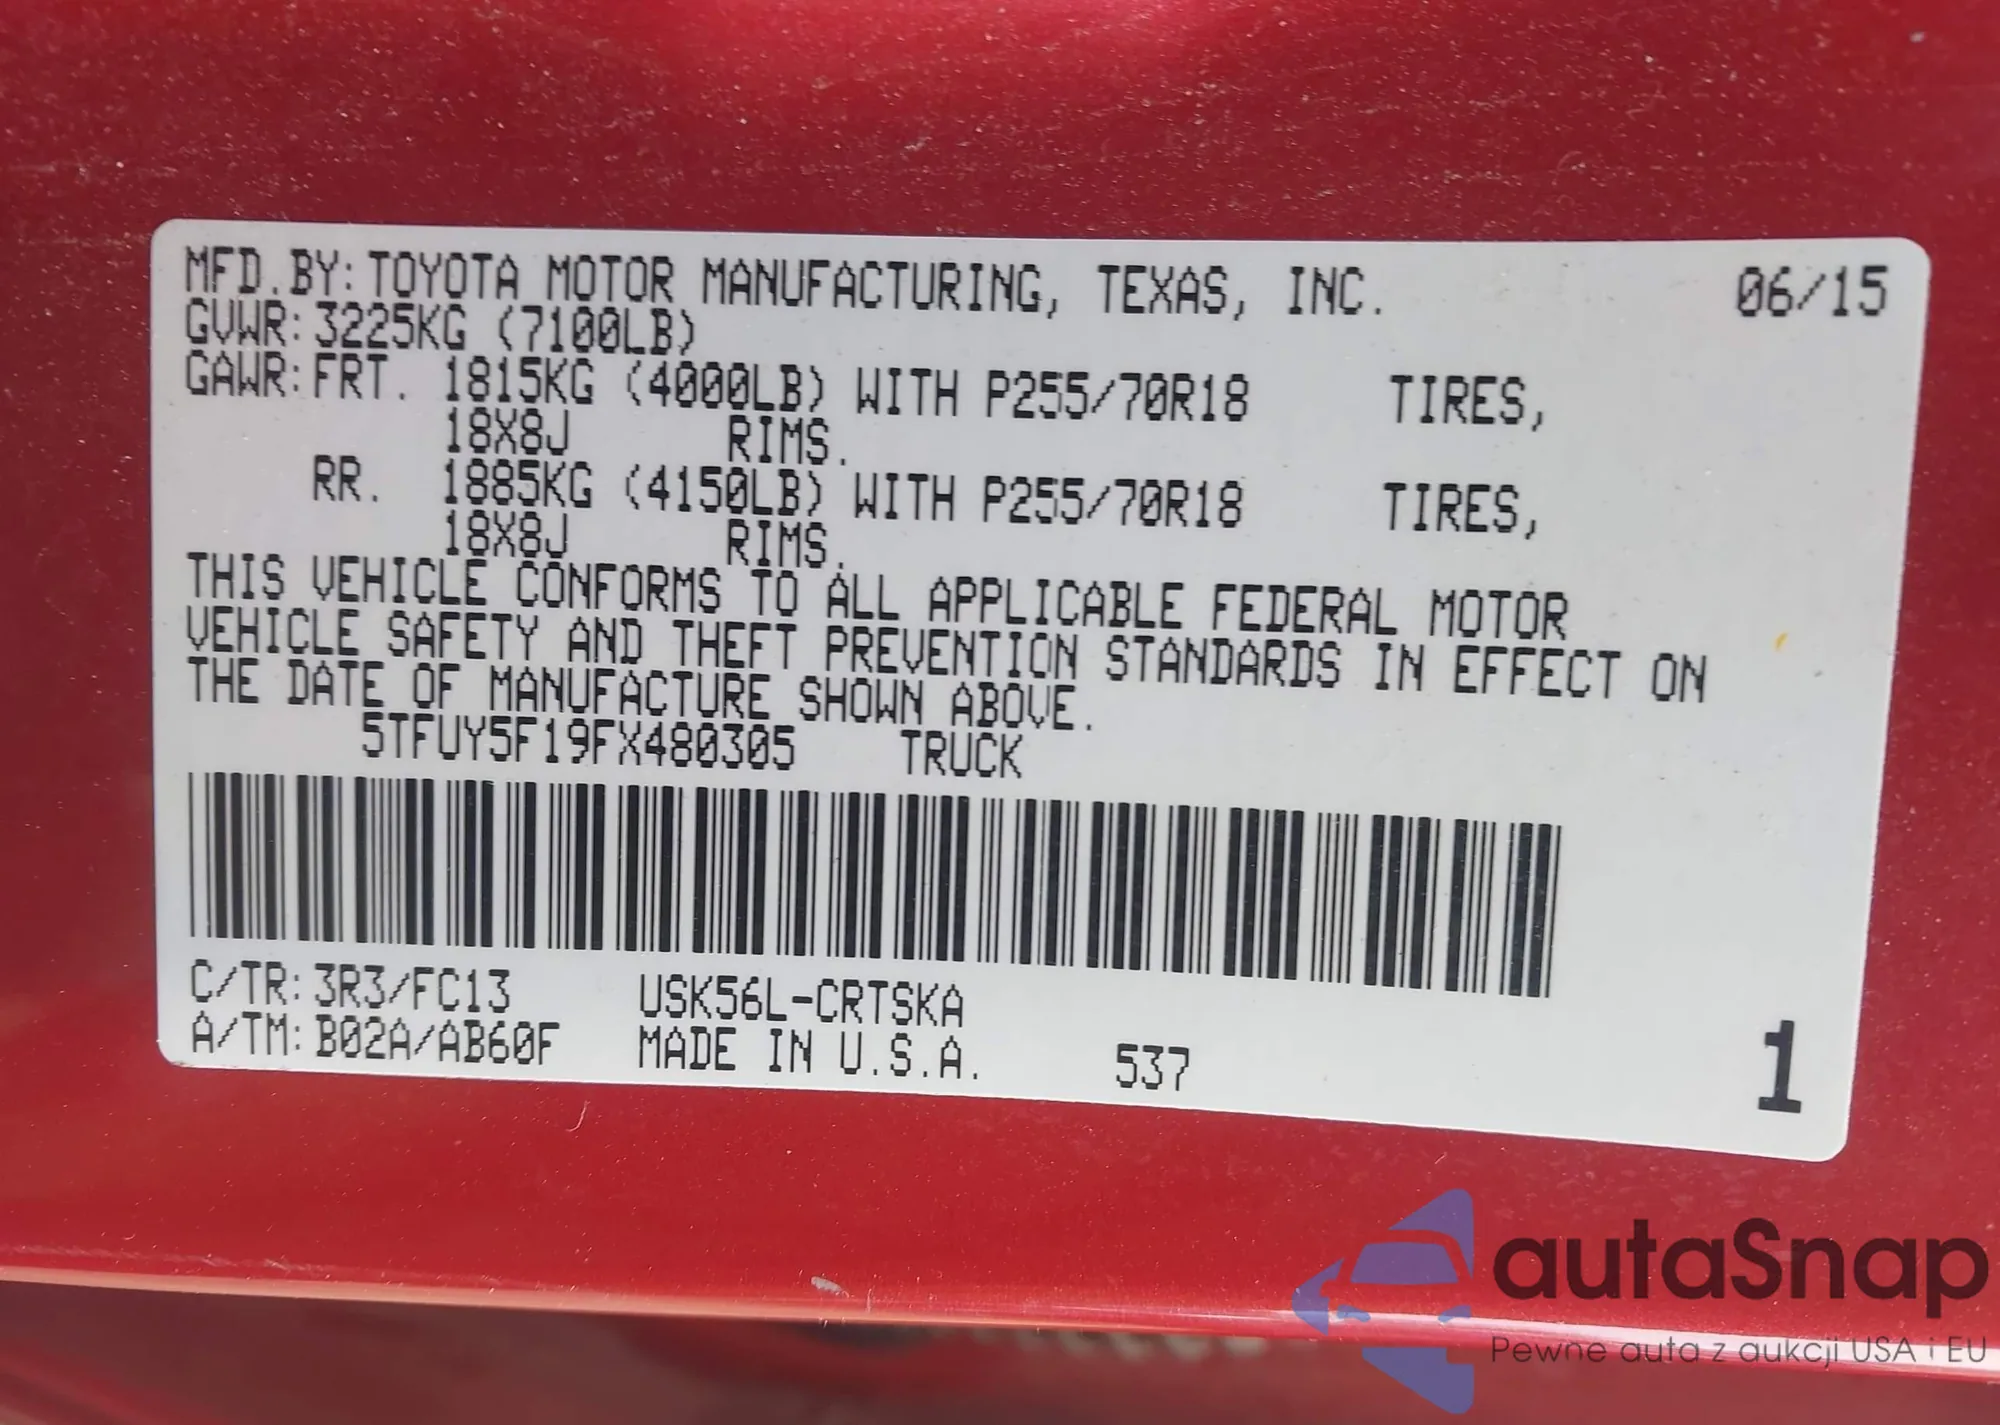 MFD.BY: TOYOTA MOTOR MANUFACTURING, TEXAS, INC. 06/15
GVWR: 3225KG (7100LB)
GAWR: FRT. 1815KG (4000LB) WITH P255/70R18 TIRES,
18X8J RIMS.
RR. 1885KG (4150LB) WITH P255/70R18 TIRES,
18X8J RIMS.
THIS VEHICLE CONFORMS TO ALL APPLICABLE FEDERAL MOTOR
VEHICLE SAFETY AND THEFT PREVENTION STANDARDS IN EFFECT ON
THE DATE OF MANUFACTURE SHOWN ABOVE.
5TFUY5F19FX480305 TRUCK
C/TR: 3R3/FC13 USK56L-CRTSKA
A/TM: B02A/AB60F MADE IN U.S.A. 537
1
autaSnap
Pewne auta z aukcji USA i EU